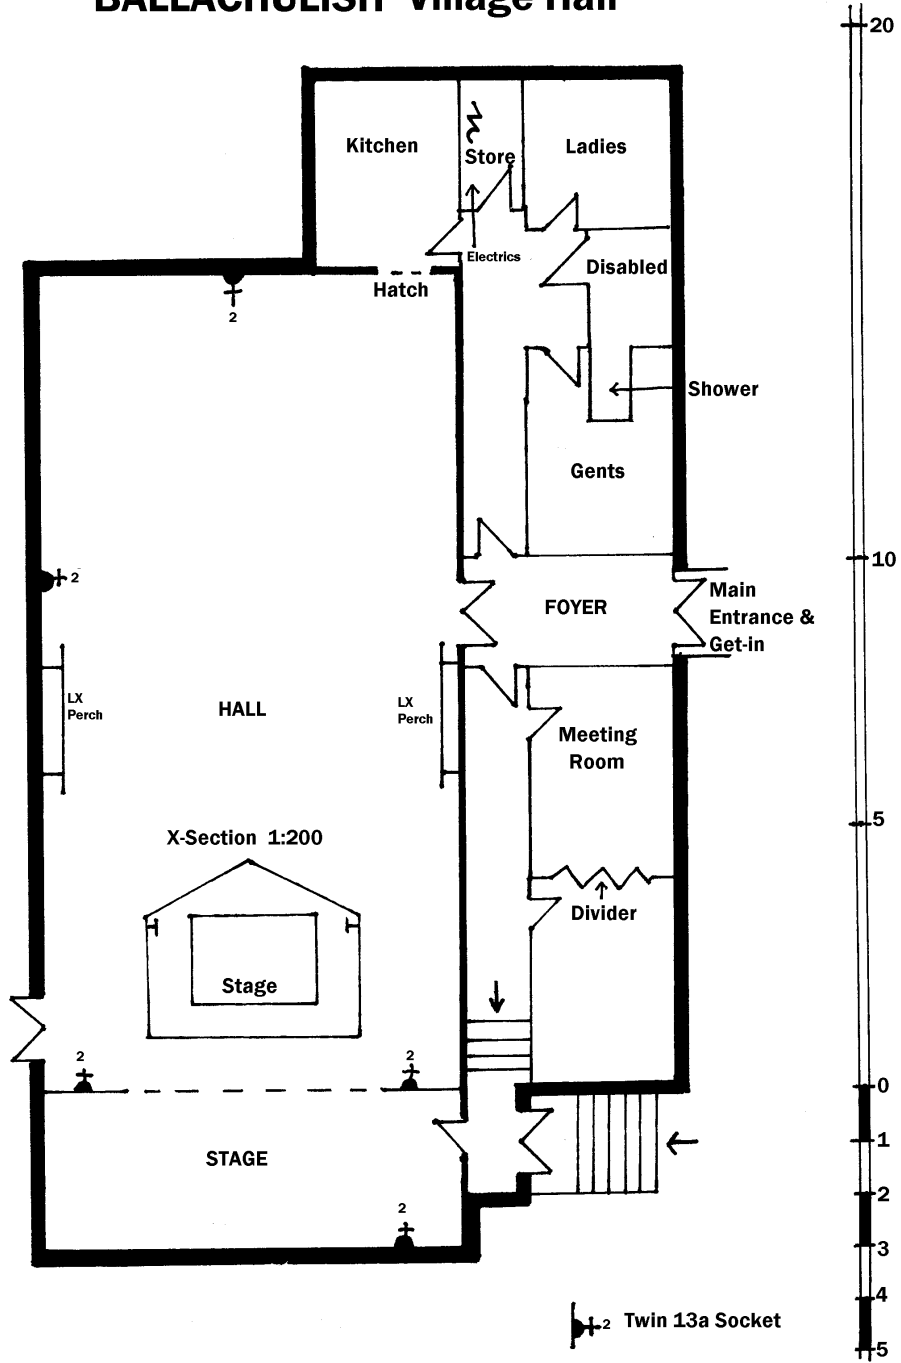 BALLACHULISH Village Hall
20
Kitchen
Store
Ladies
Electrics
Disabled
Hatch
2
Shower
Gents
10
2
Main
Entrance &
Get-in
FOYER
LX
Perch
HALL
LX
Perch
Meeting
Room
5
X-Section 1:200
Divider
Stage
2
2
0
1
STAGE
2
2
3
4
2
Twin 13a Socket
5